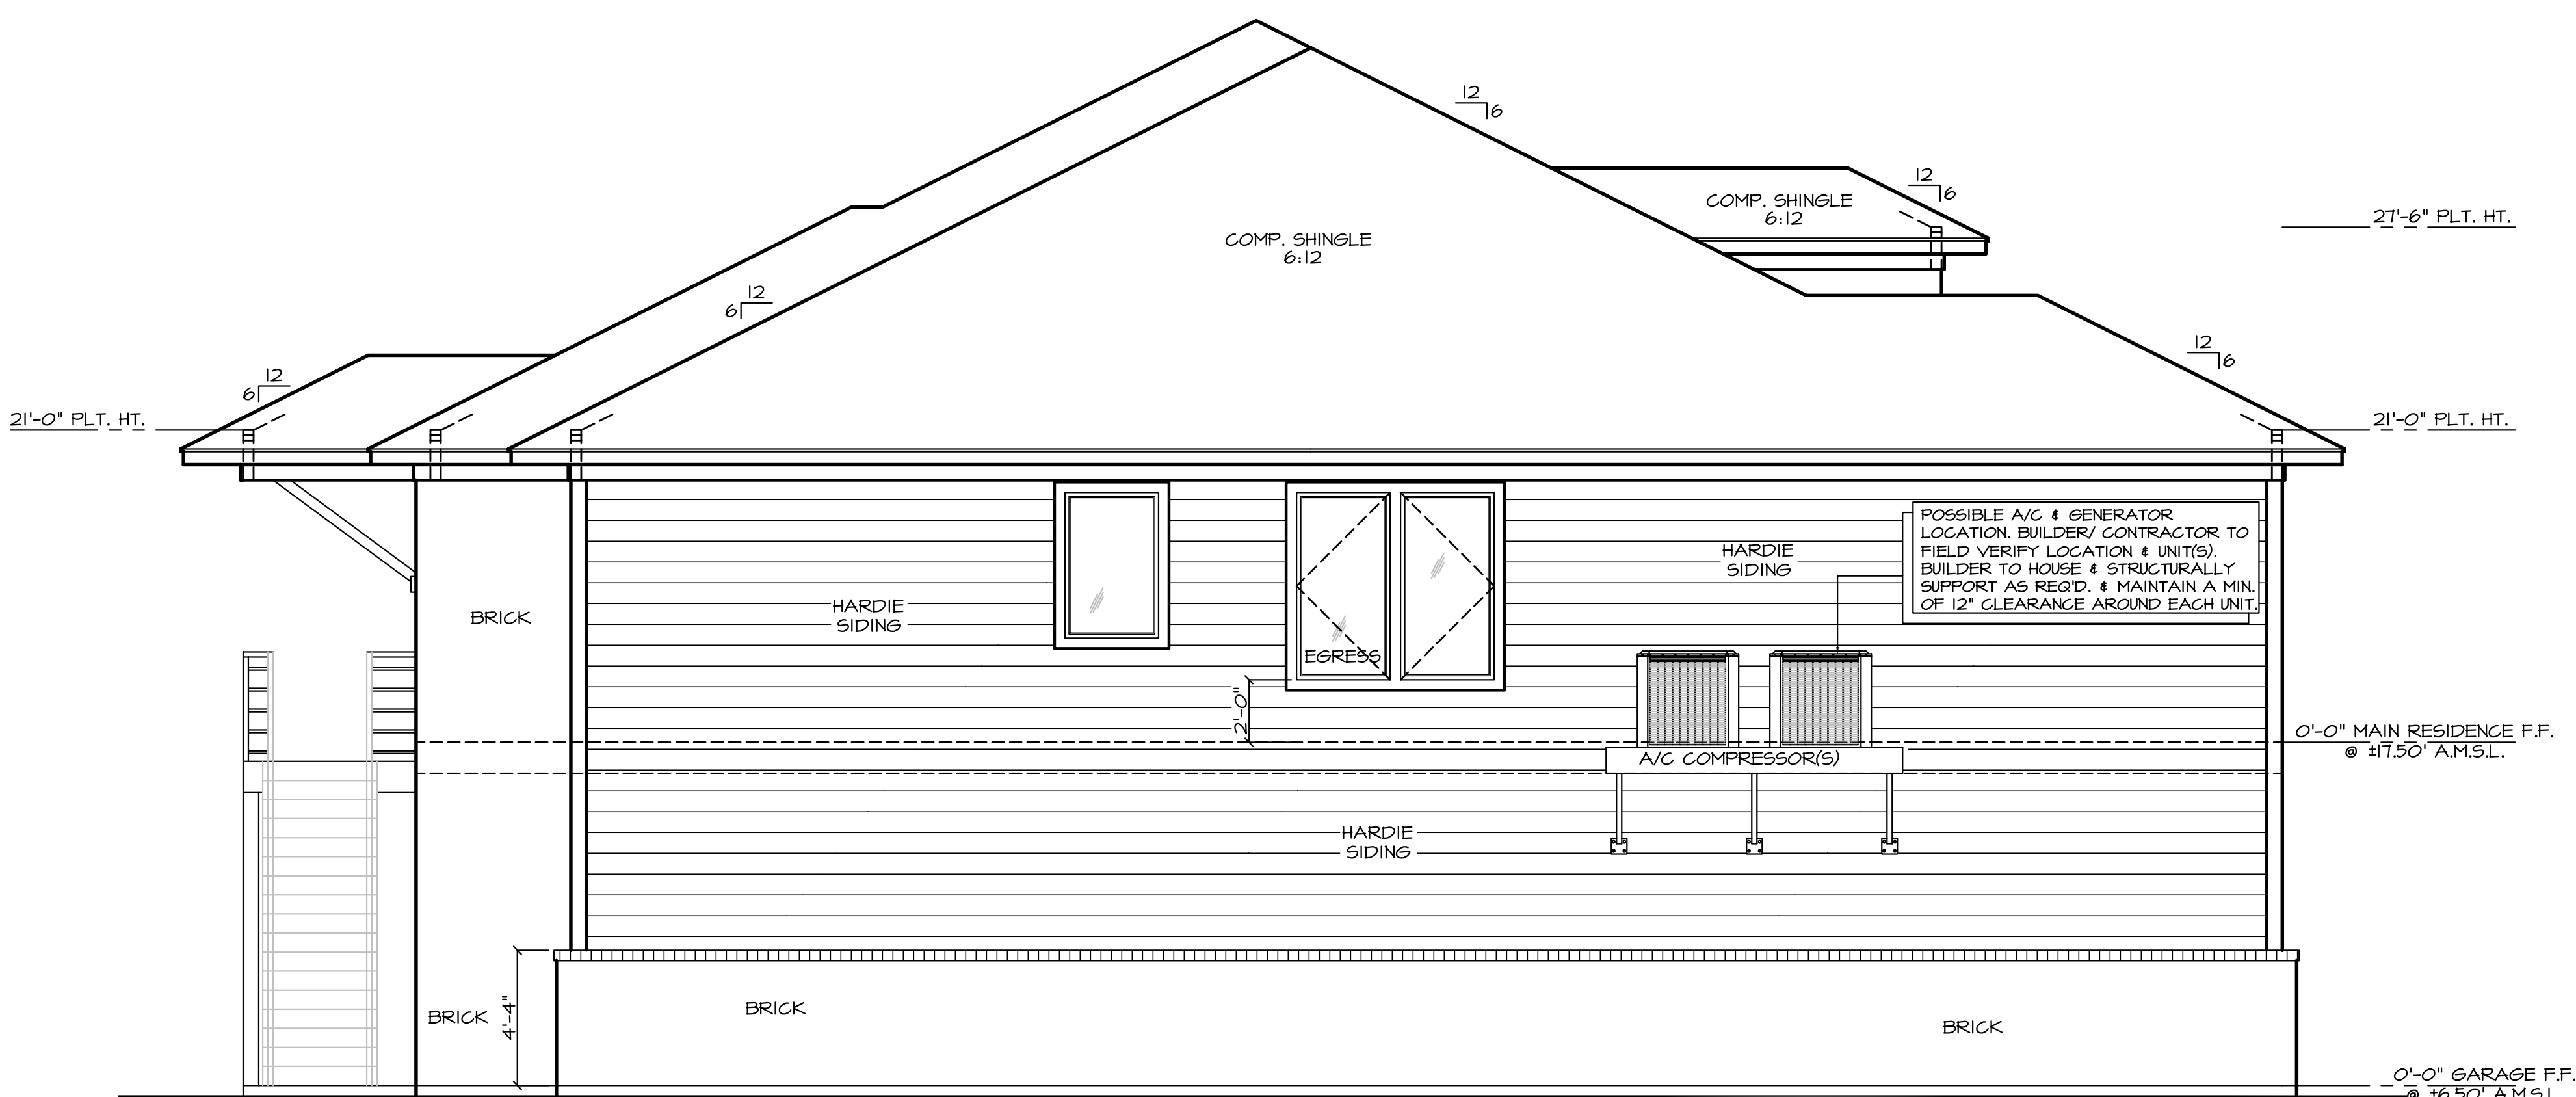 12
6
12
6
COMP. SHINGLE
6:12
27'-6" PLT. HT.
COMP. SHINGLE
6:12
12
6
12
6
12
6
21'-0" PLT. HT.
21'-0" PLT. HT.
POSSIBLE A/C & GENERATOR
LOCATION. BUILDER/ CONTRACTOR TO
FIELD VERIFY LOCATION & UNIT(S).
BUILDER TO HOUSE & STRUCTURALLY
SUPPORT AS REQ'D. & MAINTAIN A MIN.
OF 12" CLEARANCE AROUND EACH UNIT.
HARDIE
SIDING
HARDIE
SIDING
BRICK
EGRESS
2'-0"
0'-0" MAIN RESIDENCE F.F.
@ ±17.50' A.M.S.L.
A/C COMPRESSOR(S)
HARDIE
SIDING
4'-4"
BRICK
BRICK
BRICK
0'-0" GARAGE F.F.
@ ±6.50' A.M.S.L.